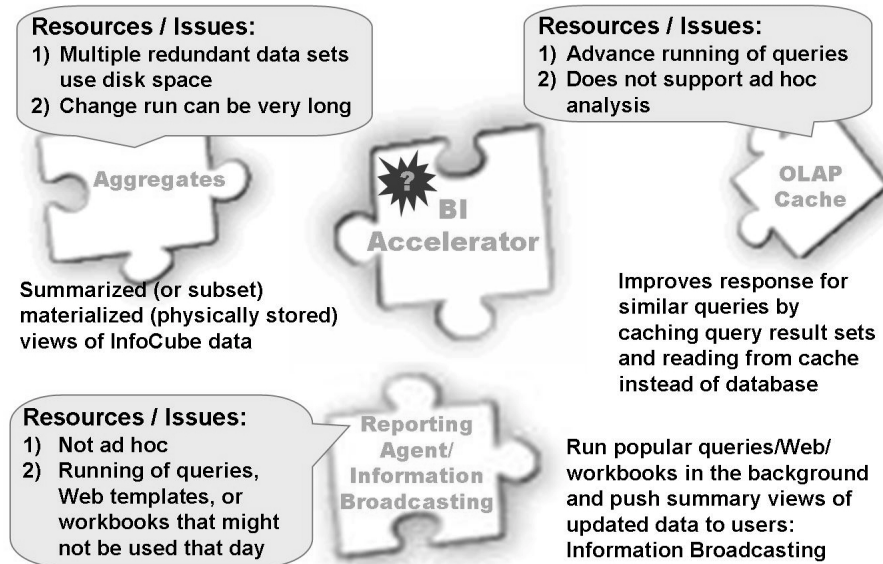 Resources / Issues:
1) Multiple redundant data sets
use disk space
2) Change run can be very long
Resources / Issues:
1) Advance running of queries
2) Does not support ad hoc
analysis
Aggregates
?
BI
Accelerator
OLAP
Cache
Summarized (or subset)
materialized (physically stored)
views of InfoCube data
Improves response for
similar queries by
caching query result sets
and reading from cache
instead of database
Resources / Issues:
1) Not ad hoc
2) Running of queries,
Web templates, or
workbooks that might
not be used that day
Reporting
Agent/
Information
Broadcasting
Run popular queries/Web/
workbooks in the background
and push summary views of
updated data to users:
Information Broadcasting